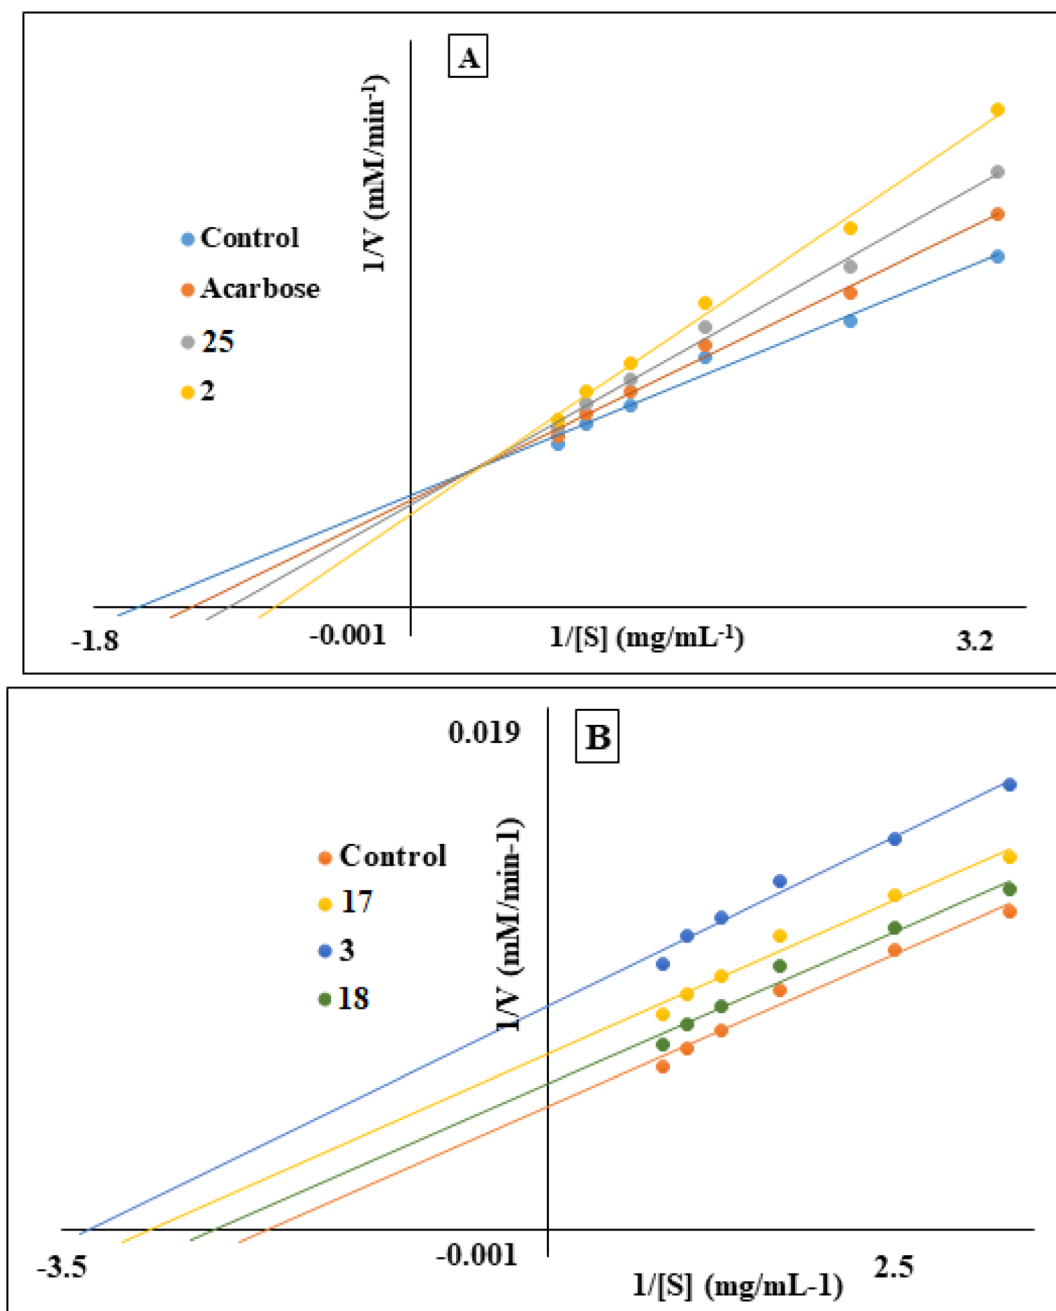 A
1/V (mM/min-1)
Control
Acarbose
25
2
-1.8
-0.001
1/[S] (mg/mL-1)
3.2
0.019
B
1/V (mM/min-1)
Control
17
3
18
-3.5
-0.001
1/[S] (mg/mL-1)
2.5